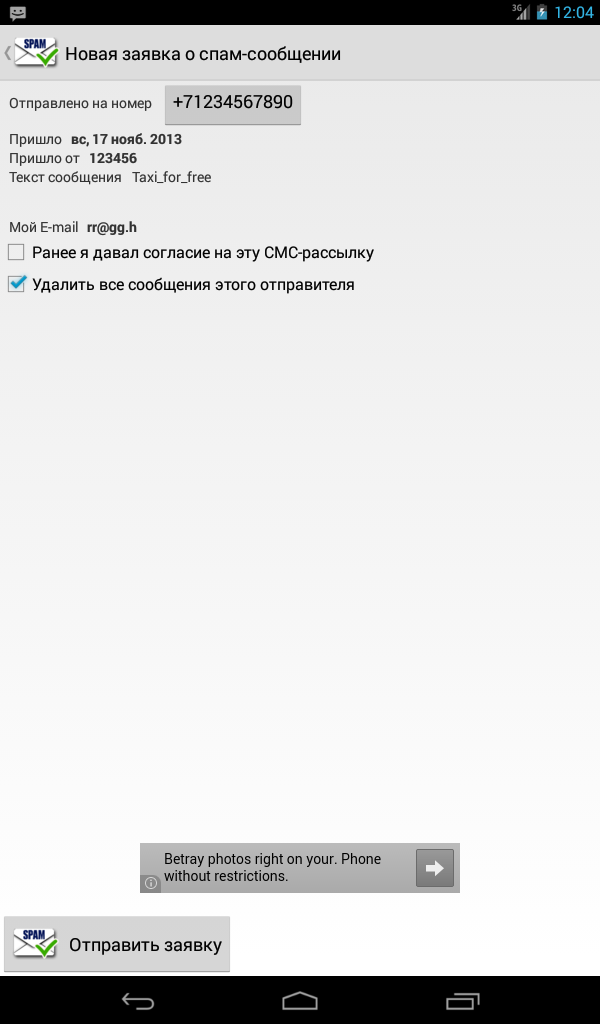 3G 12:04
SPAM Новая заявка о спам-сообщении
Отправлено на номер +71234567890
Пришло вс, 17 нояб. 2013
Пришло от 123456
Текст сообщения Taxi_for_free
Мой E-mail rr@gg.h
Ранее я давал согласие на эту СМС-рассылку
Удалить все сообщения этого отправителя
Betray photos right on your. Phone
without restrictions.
SPAM Отправить заявку